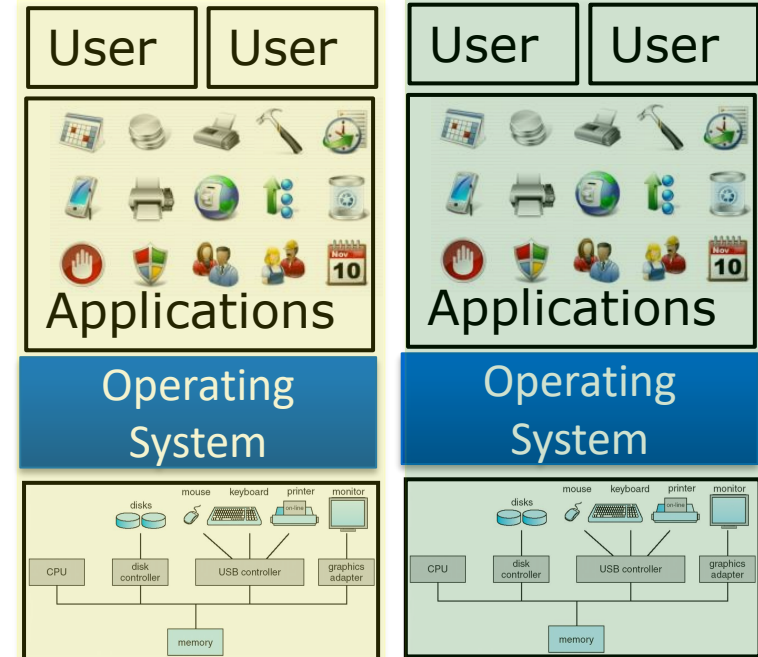 User User
Applications
Operating
System
disks mouse keyboard printer monitor
on-line
CPU disk
controller USB controller graphics
adapter
memory
User User
Nov
10
Applications
Operating
System
disks mouse keyboard printer monitor
on-line
CPU disk
controller USB controller graphics
adapter
memory